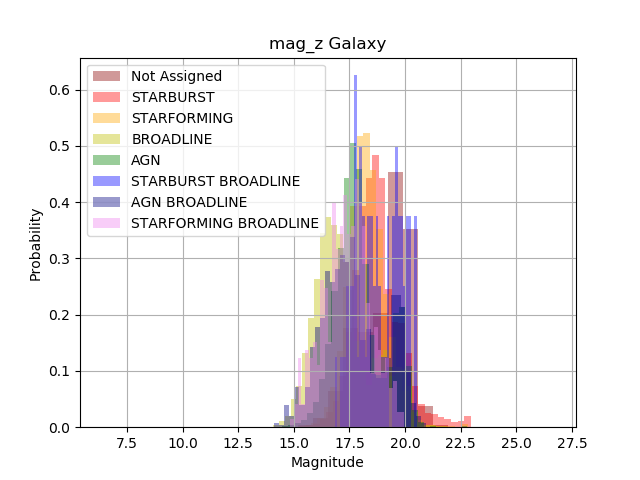 mag_z Galaxy
Not Assigned
STARBURST
STARFORMING
BROADLINE
AGN
STARBURST BROADLINE
AGN BROADLINE
STARFORMING BROADLINE
Probability
0.6
0.5
0.4
0.3
0.2
0.1
0.0
7.5 10.0 12.5 15.0 17.5 20.0 22.5 25.0 27.5
Magnitude